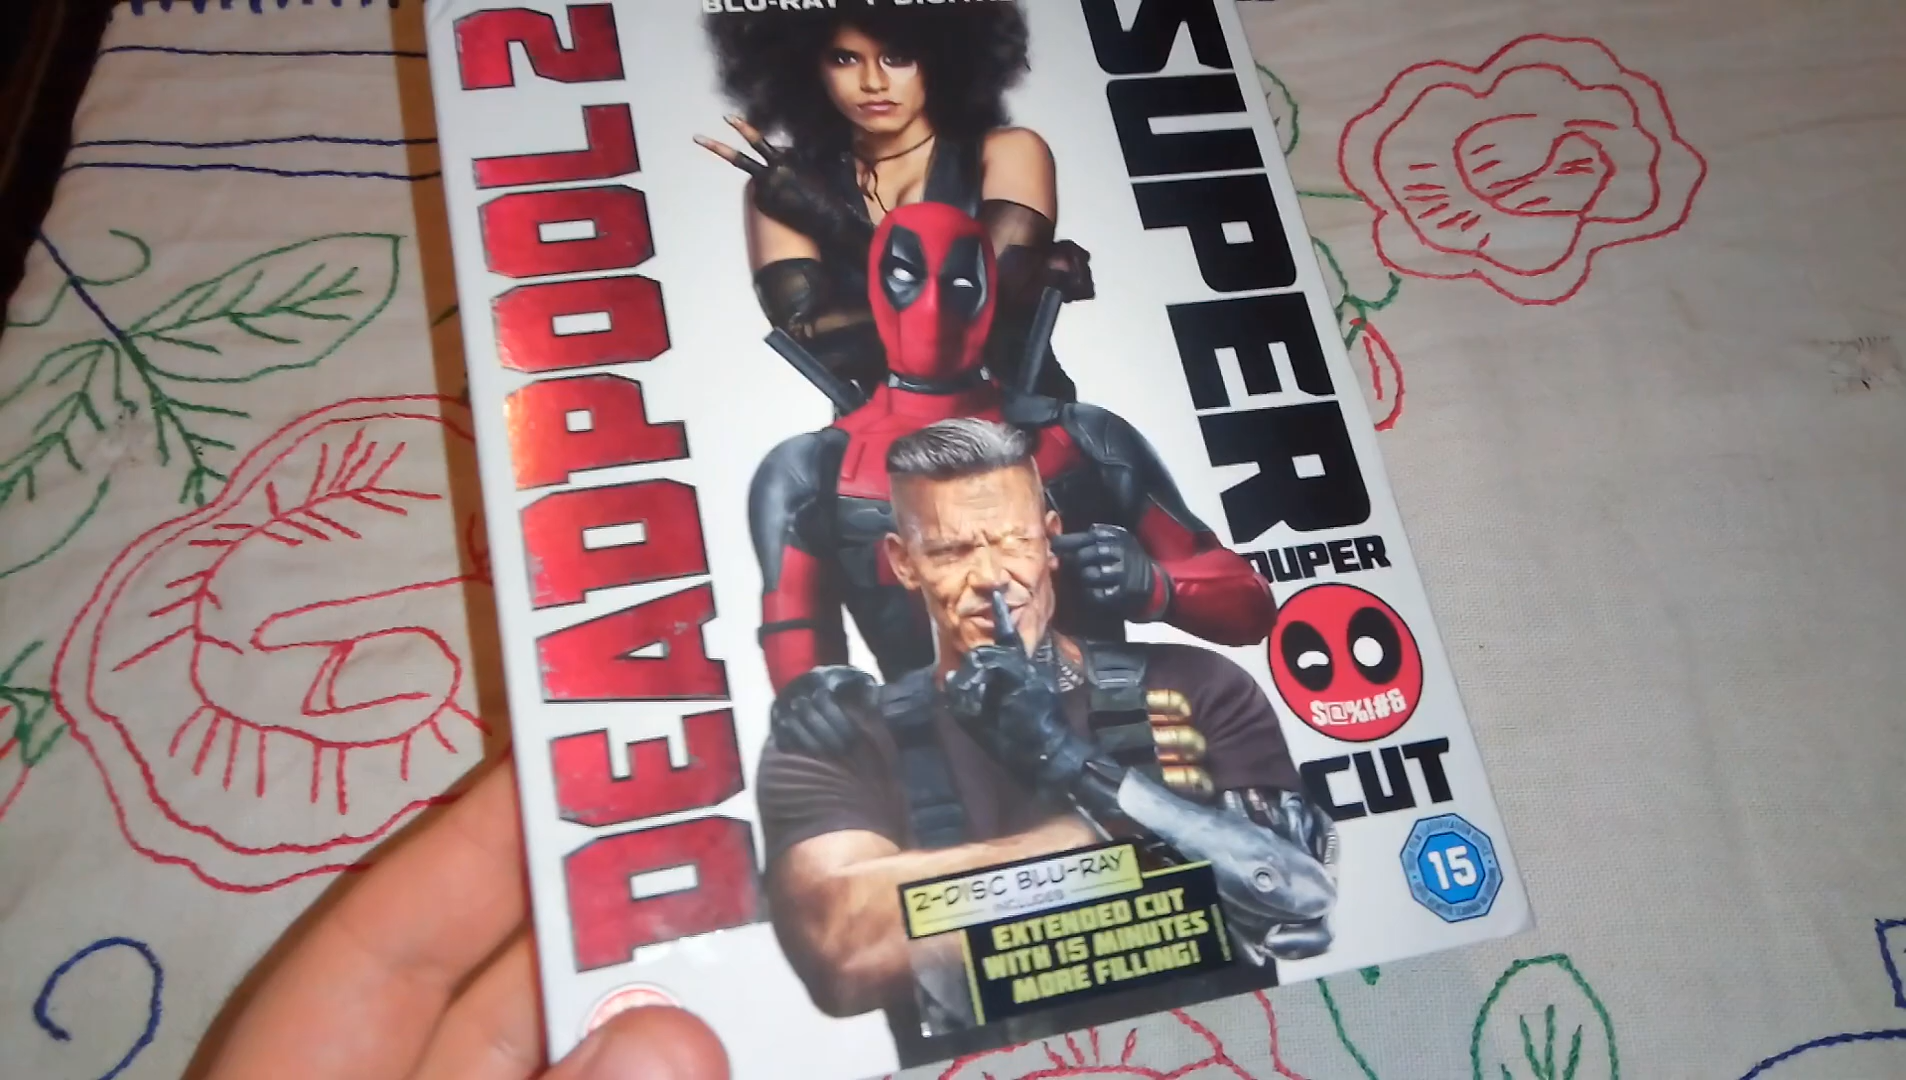 BLU-RAY + DIGITAL
DEADPOOL 2
SUPER
DUPER
$@%!#&
CUT
15
2-DISC BLU-RAY
INCLUDES
EXTENDED CUT
WITH 15 MINUTES
MORE FILLING!